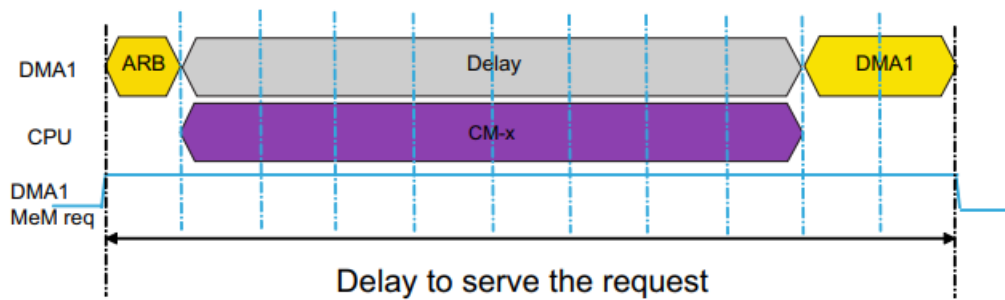 DMA1 ARB Delay DMA1
CPU CM-x
DMA1
MeM req
Delay to serve the request